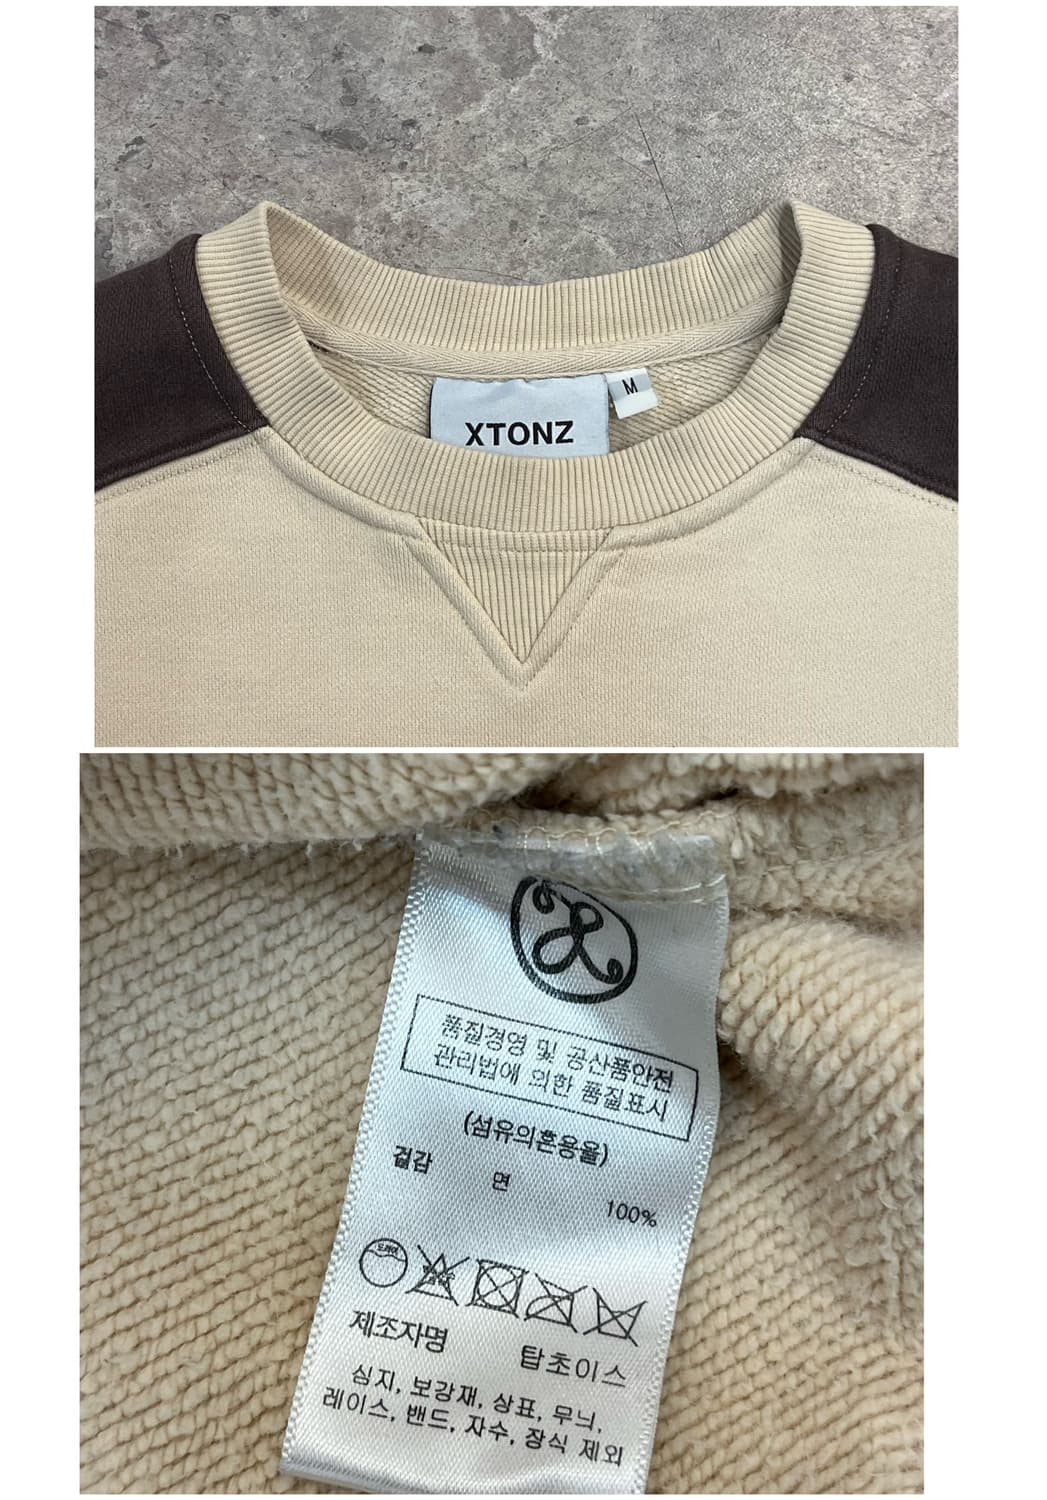 M
XTONZ
품질경영 및 공산품안전
관리법에 의한 품질표시
(섬유의혼용율)
겉감 면 100%
드라이
제조자명 탑초이스
심지, 보강재, 상표, 무늬,
레이스, 밴드, 자수, 장식 제외